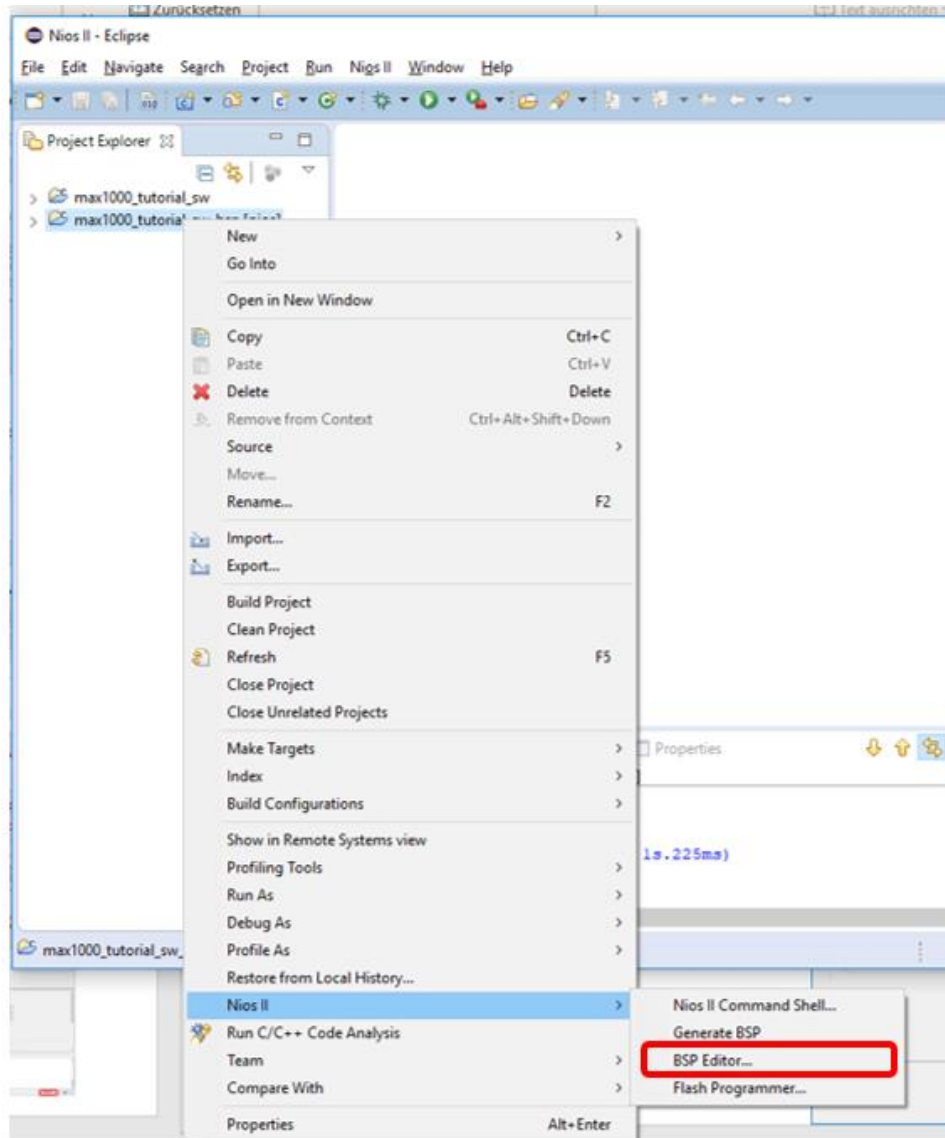 Zurücksetzen
Text ausrichten
Nios II - Eclipse
File Edit Navigate Search Project Run Nios II Window Help
Project Explorer
max1000_tutorial_sw
max1000_tutorial
New
Go Into
Open in New Window
Copy Ctrl+C
Paste Ctrl+V
Delete Delete
Remove from Context Ctrl+Alt+Shift+Down
Source
Move...
Rename... F2
Import...
Export...
Build Project
Clean Project
Refresh F5
Close Project
Close Unrelated Projects
Make Targets
Properties
Index
Build Configurations
Show in Remote Systems view
1s.225ms)
Profiling Tools
Run As
Debug As
Profile As
max1000_tutorial_sw_
Restore from Local History...
Nios II
Nios II Command Shell...
Run C/C++ Code Analysis
Generate BSP
Team
BSP Editor...
Compare With
Flash Programmer...
Properties Alt+Enter